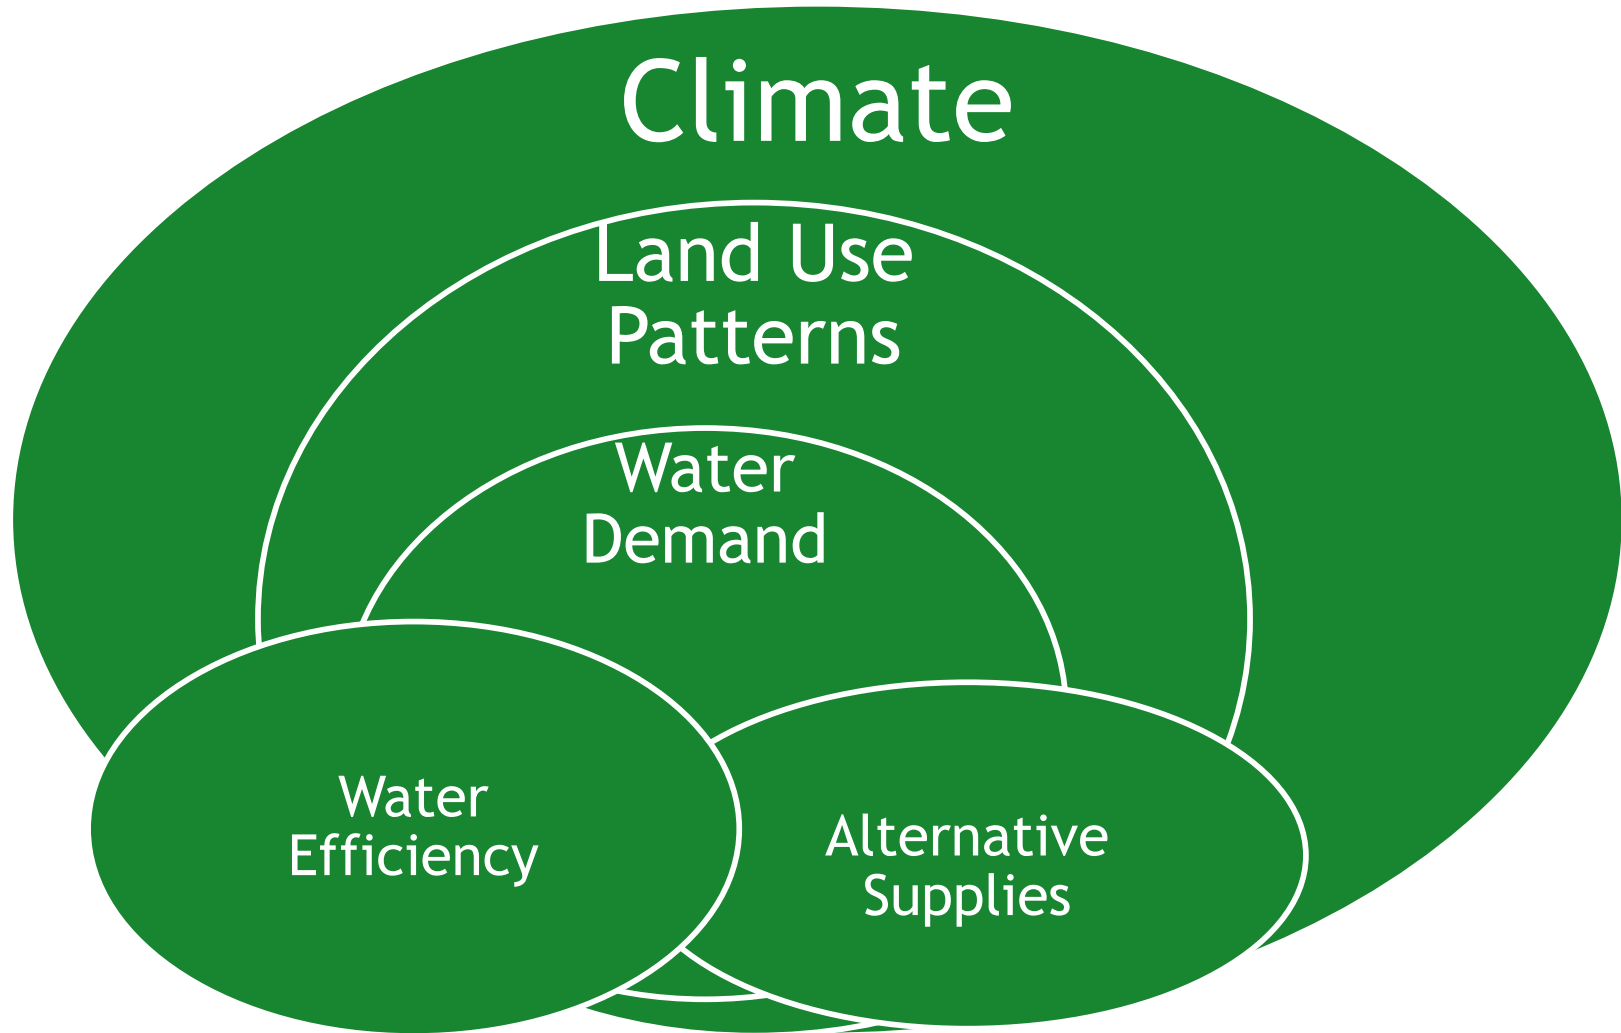 Climate
Land Use
Patterns
Water
Demand
Water
Efficiency
Alternative
Supplies